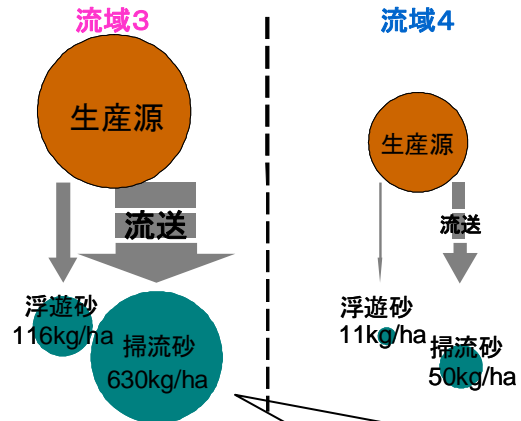 流域3
生産源
流送
浮遊砂
116kg/ha
掃流砂
630kg/ha
流域4
生産源
流送
浮遊砂
11kg/ha
掃流砂
50kg/ha